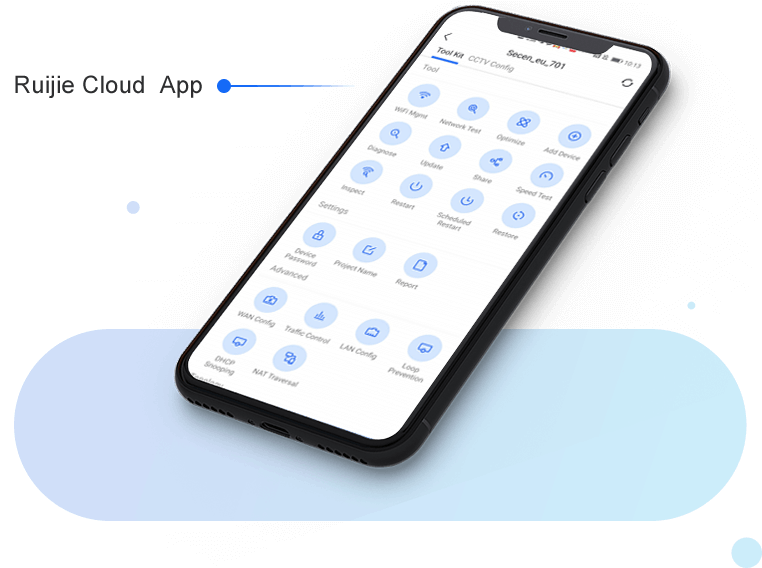 Ruijie Cloud App
10:13
Secen_eu_701
Tool Kit CCTV Config
Tool
WiFi Mgmt Network Test Optimize Add Device
Diagnose Update Share Speed Test
Inspect Restart Scheduled Restart Restore
Settings
Device Password Project Name Report
Advanced
WAN Config Traffic Control LAN Config Loop Prevention
DHCP Snooping NAT Traversal